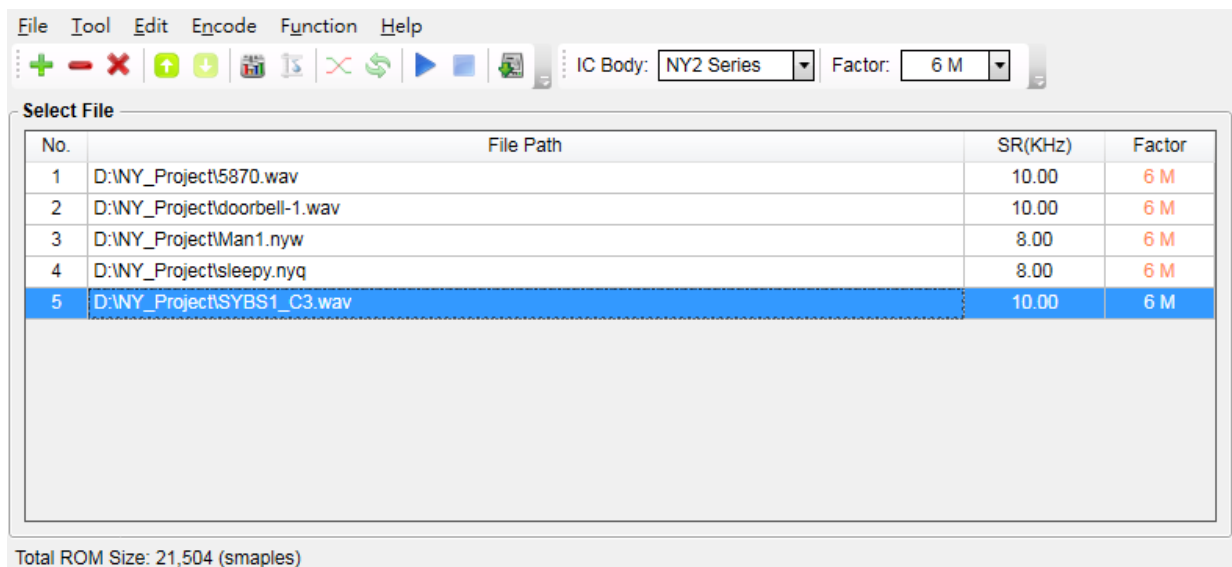 File Tool Edit Encode Function Help
IC Body: NY2 Series Factor: 6 M
Select File
No. File Path SR(KHz) Factor
1 D:\NY_Project\5870.wav 10.00 6 M
2 D:\NY_Project\doorbell-1.wav 10.00 6 M
3 D:\NY_Project\Man1.nyw 8.00 6 M
4 D:\NY_Project\sleepy.nyq 8.00 6 M
5 D:\NY_Project\SYBS1_C3.wav 10.00 6 M
Total ROM Size: 21,504 (smaples)